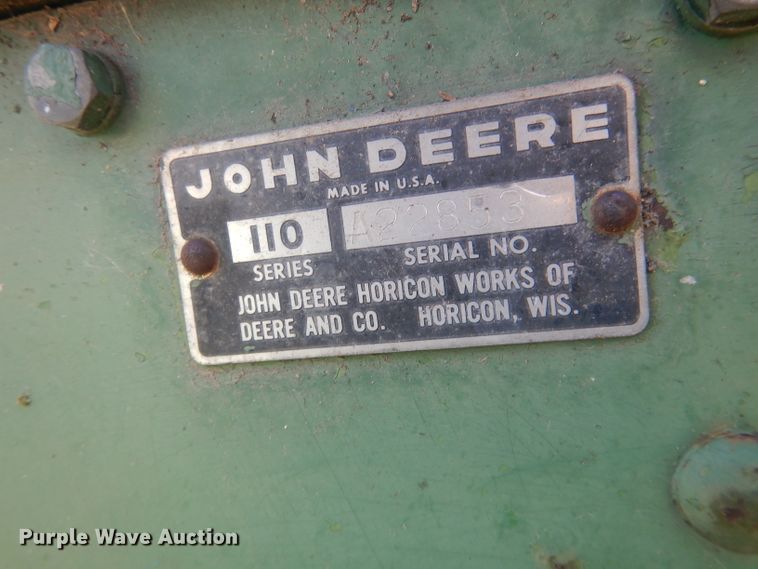 JOHN DEERE
MADE IN U.S.A.
110 A22853
SERIES SERIAL NO.
JOHN DEERE HORICON WORKS OF
DEERE AND CO. HORICON, WIS.
Purple Wave Auction